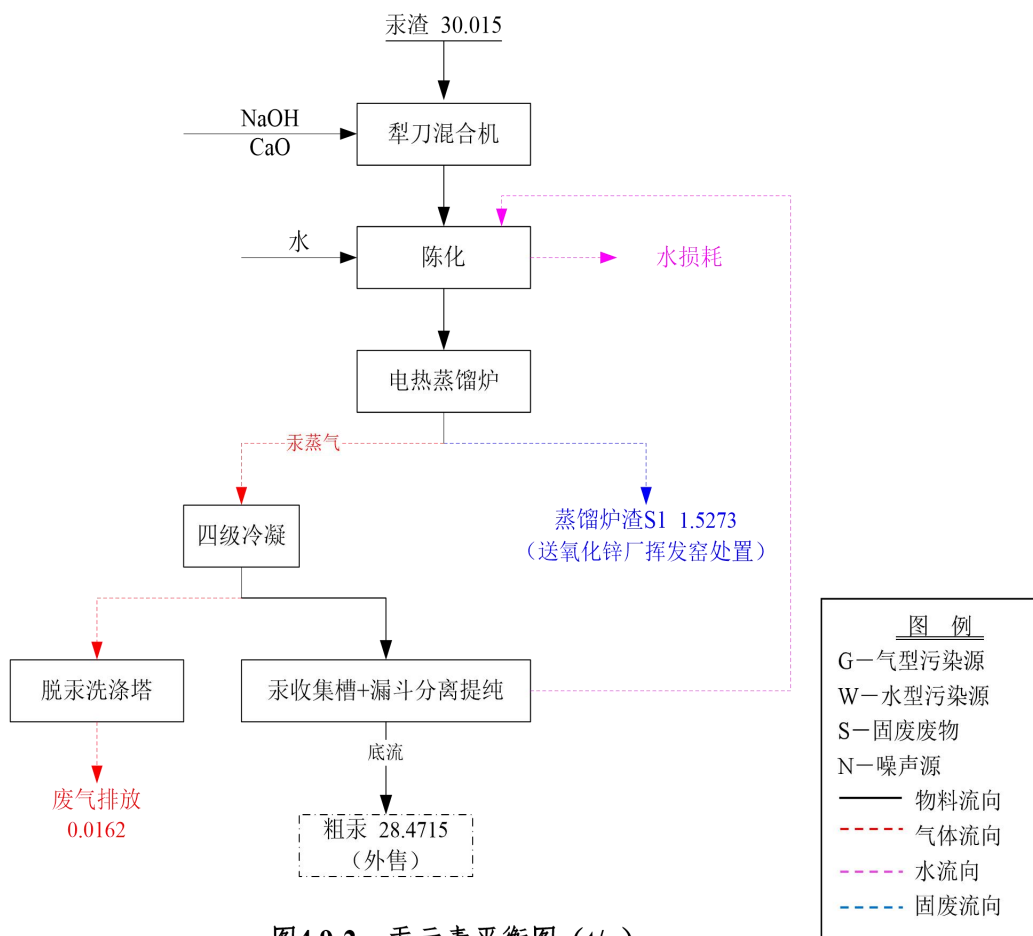 汞渣 30.015
NaOH
CaO
犁刀混合机
水
陈化
水损耗
电热蒸馏炉
汞蒸气
四级冷凝
蒸馏炉渣S1 1.5273
（送氧化锌厂挥发窑处置）
脱汞洗涤塔
汞收集槽+漏斗分离提纯
底流
废气排放
0.0162
粗汞 28.4715
（外售）
图 例
G－气型污染源
W－水型污染源
S－固废废物
N－噪声源
物料流向
气体流向
水流向
固废流向